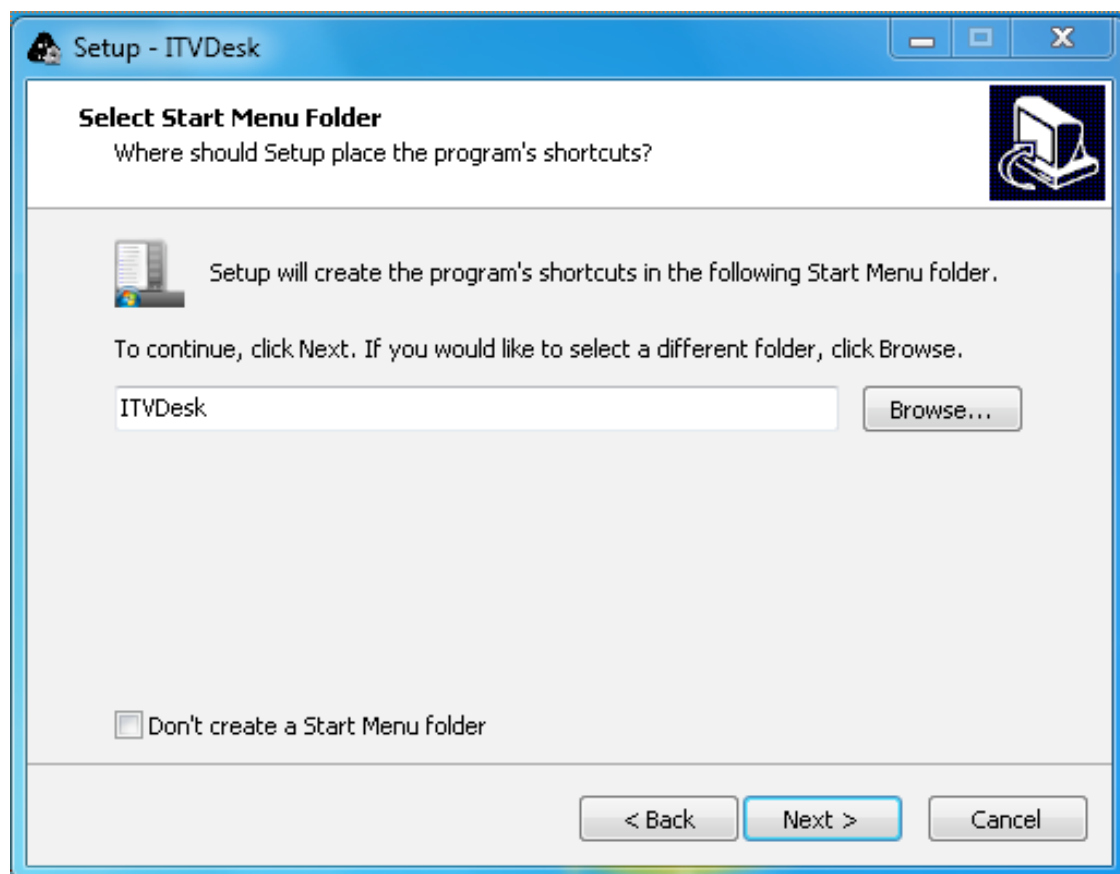 Setup - ITVDesk
Select Start Menu Folder
Where should Setup place the program's shortcuts?
Setup will create the program's shortcuts in the following Start Menu folder.
To continue, click Next. If you would like to select a different folder, click Browse.
ITVDesk
Browse...
Don't create a Start Menu folder
< Back
Next >
Cancel